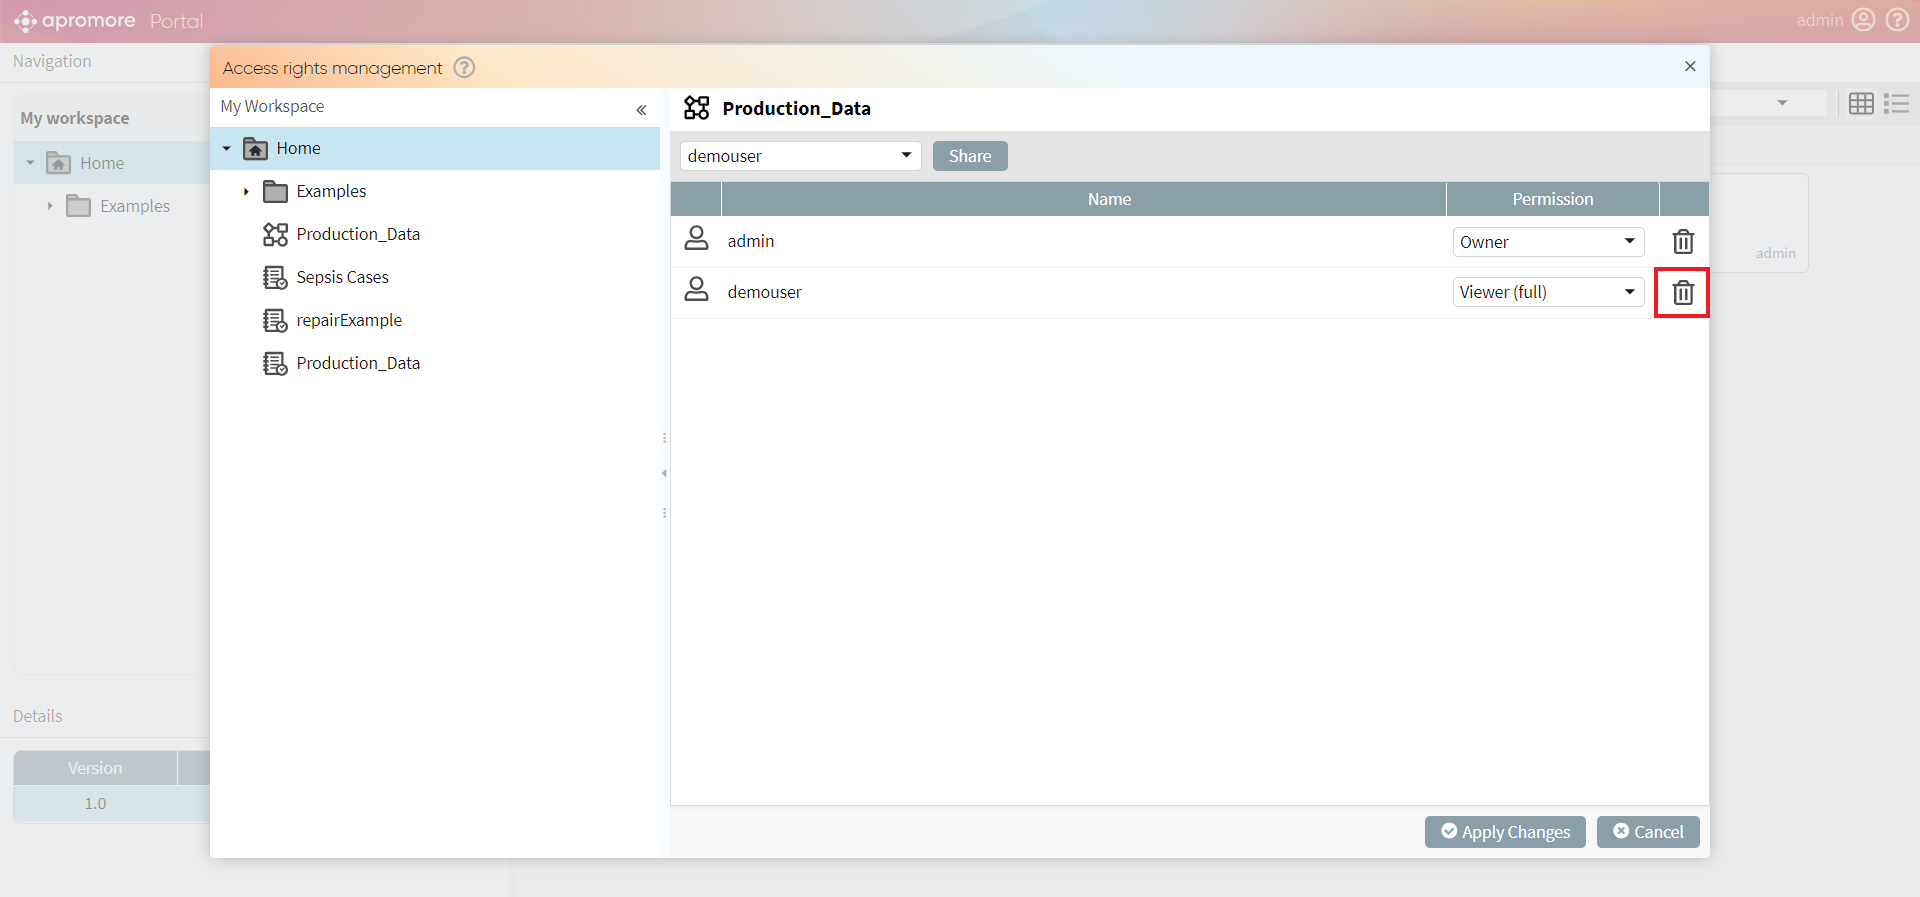 apromore Portal
admin
Navigation
My workspace
Home
Examples
Access rights management ?
My Workspace
Home
Examples
Production_Data
Sepsis Cases
repairExample
Production_Data
Production_Data
demouser
Share
Name Permission
admin Owner
demouser Viewer (full)
admin
Details
Version
1.0
Apply Changes Cancel